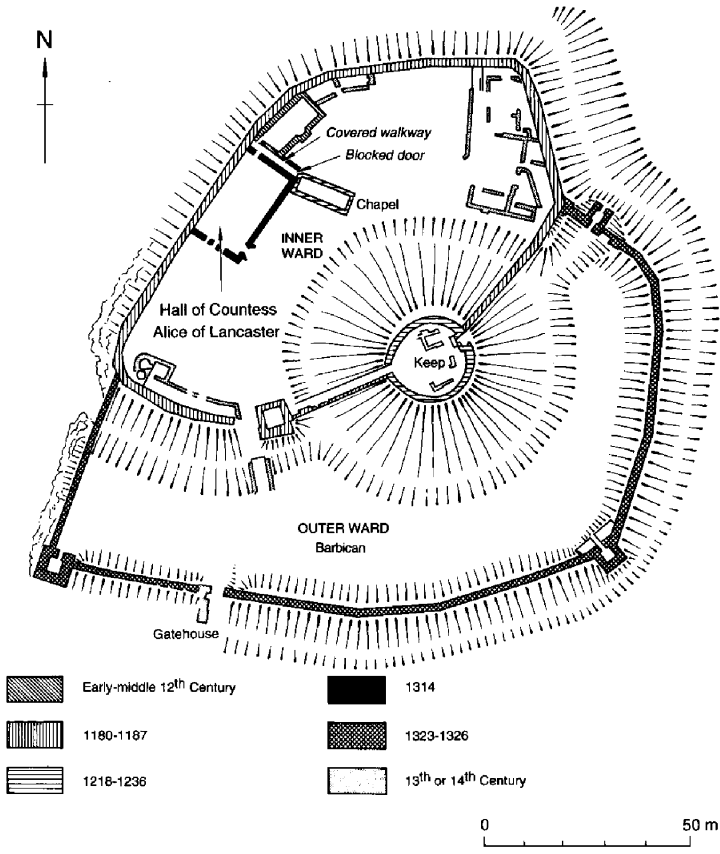 N
Covered walkway
Blocked door
Chapel
INNER
WARD
Hall of Countess
Alice of Lancaster
Keep
OUTER WARD
Barbican
Gatehouse
Early-middle 12th Century
1314
1180-1187
1323-1326
1218-1236
13th or 14th Century
0 50 m